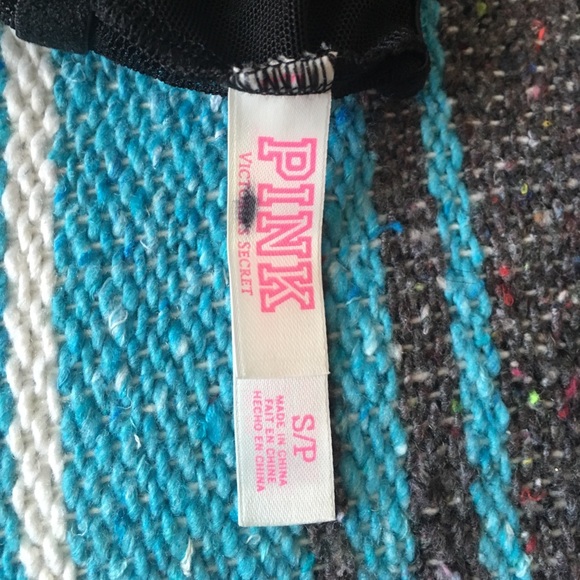 PINK
VICTORIA'S SECRET
S/P
MADE IN CHINA
FAIT EN CHINE
HECHO EN CHINA